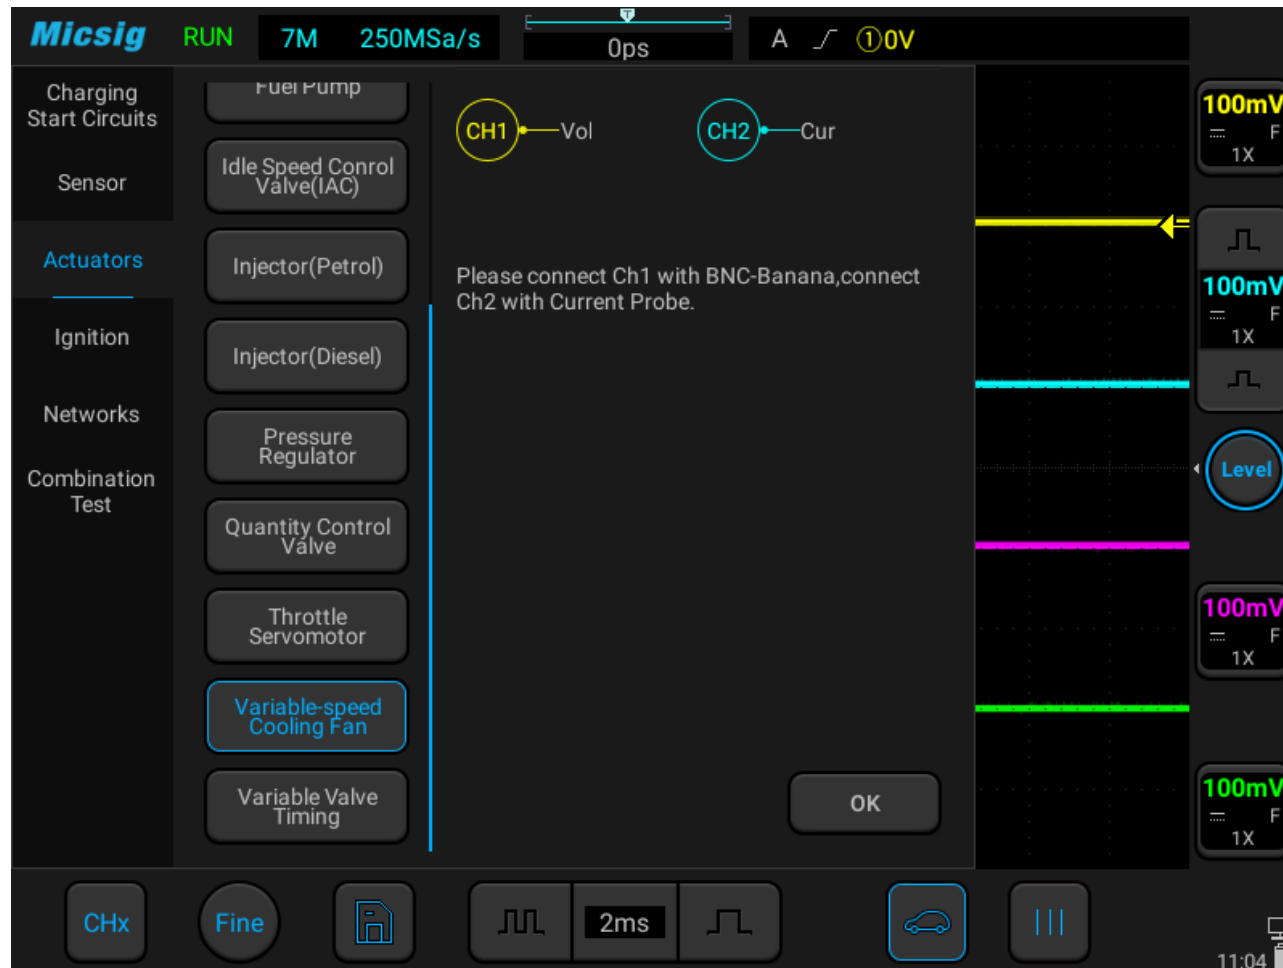 Micsig RUN 7M 250MSa/s T 0ps A ①0V
Charging
Start Circuits
Sensor
Actuators
Ignition
Networks
Combination
Test
Fuel Pump
Idle Speed Conrol
Valve(IAC)
Injector(Petrol)
Injector(Diesel)
Pressure
Regulator
Quantity Control
Valve
Throttle
Servomotor
Variable-speed
Cooling Fan
Variable Valve
Timing
CH1 Vol CH2 Cur
Please connect Ch1 with BNC-Banana,connect
Ch2 with Current Probe.
OK
100mV
F
1X
100mV
F
1X
Level
100mV
F
1X
100mV
F
1X
CHx Fine 2ms
11:04